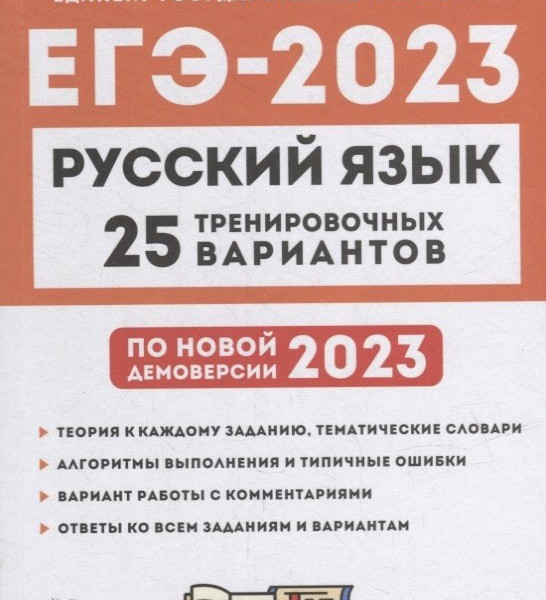 ЕГЭ-2023
РУССКИЙ ЯЗЫК
25 ТРЕНИРОВОЧНЫХ
ВАРИАНТОВ
ПО НОВОЙ
ДЕМОВЕРСИИ 2023
ТЕОРИЯ К КАЖДОМУ ЗАДАНИЮ, ТЕМАТИЧЕСКИЕ СЛОВАРИ
АЛГОРИТМЫ ВЫПОЛНЕНИЯ И ТИПИЧНЫЕ ОШИБКИ
ВАРИАНТ РАБОТЫ С КОММЕНТАРИЯМИ
ОТВЕТЫ КО ВСЕМ ЗАДАНИЯМ И ВАРИАНТАМ